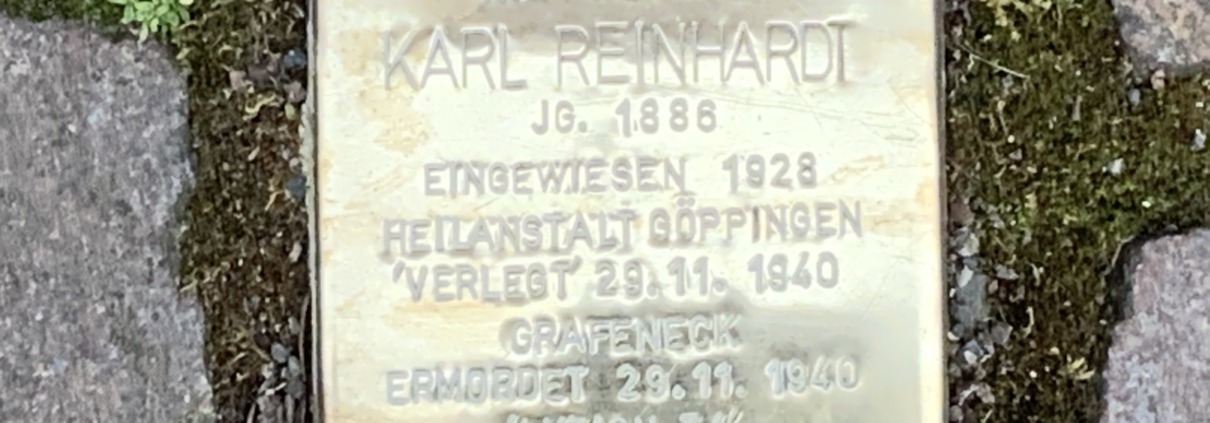 KARL REINHARDT
JG. 1886
EINGEWIESEN 1928
HEILANSTALT GÖPPINGEN
'VERLEGT' 29.11. 1940
GRAFENECK
ERMORDET 29.11. 1940